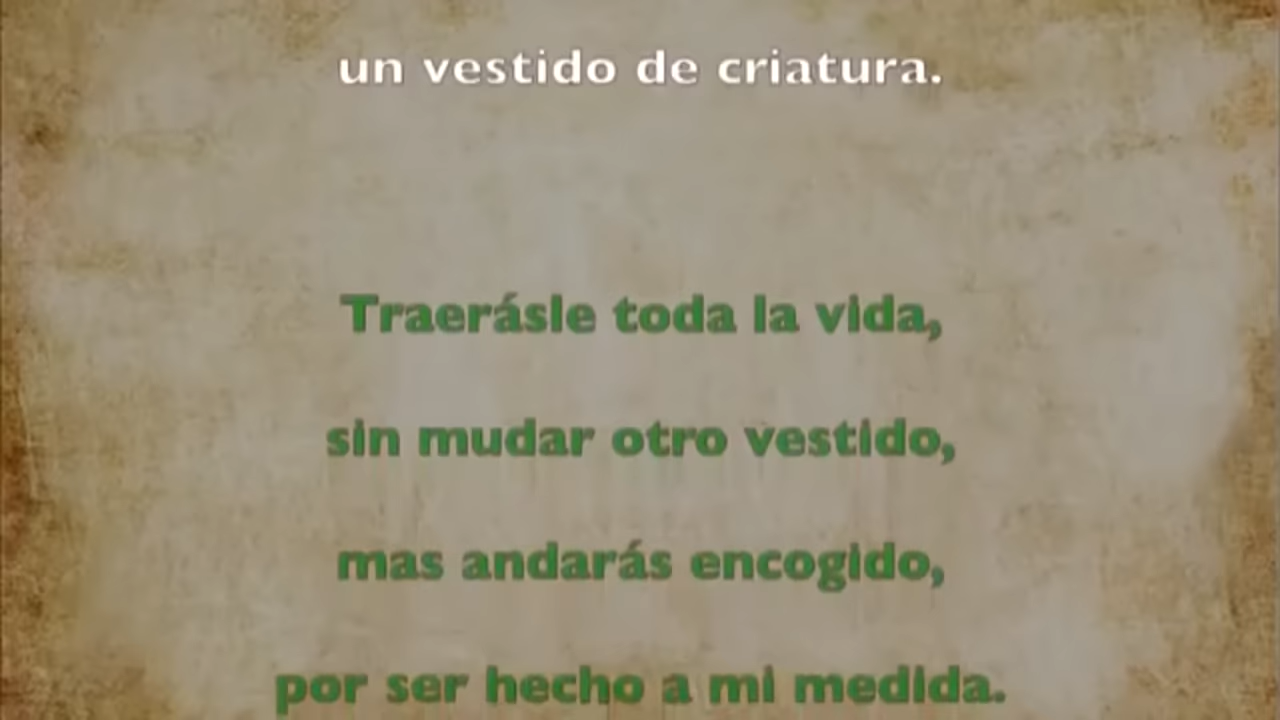 un vestido de criatura.
Traerásle toda la vida,
sin mudar otro vestido,
mas andarás encogido,
por ser hecho a mi medida.